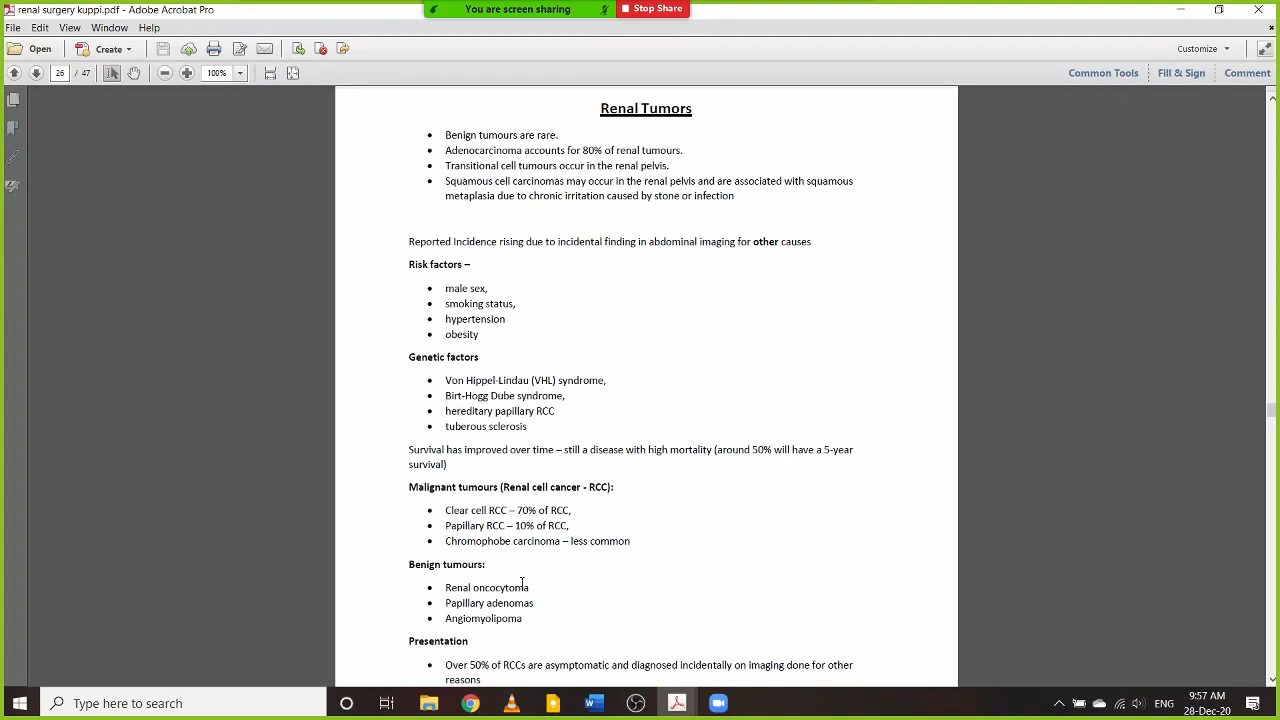 renal surgery kuppi.pdf - Adobe Acrobat Pro
You are screen sharing
Stop Share
File Edit View Window Help
Open Create Customize
26 / 47 100% Common Tools Fill & Sign Comment
Renal Tumors
• Benign tumours are rare.
• Adenocarcinoma accounts for 80% of renal tumours.
• Transitional cell tumours occur in the renal pelvis.
• Squamous cell carcinomas may occur in the renal pelvis and are associated with squamous
metaplasia due to chronic irritation caused by stone or infection
Reported Incidence rising due to incidental finding in abdominal imaging for other causes
Risk factors –
• male sex,
• smoking status,
• hypertension
• obesity
Genetic factors
• Von Hippel-Lindau (VHL) syndrome,
• Birt-Hogg Dube syndrome,
• hereditary papillary RCC
• tuberous sclerosis
Survival has improved over time – still a disease with high mortality (around 50% will have a 5-year
survival)
Malignant tumours (Renal cell cancer - RCC):
• Clear cell RCC – 70% of RCC,
• Papillary RCC – 10% of RCC,
• Chromophobe carcinoma – less common
Benign tumours:
• Renal oncocytoma
• Papillary adenomas
• Angiomyolipoma
Presentation
• Over 50% of RCCs are asymptomatic and diagnosed incidentally on imaging done for other
reasons
Type here to search
ENG
9:57 AM
28-Dec-20